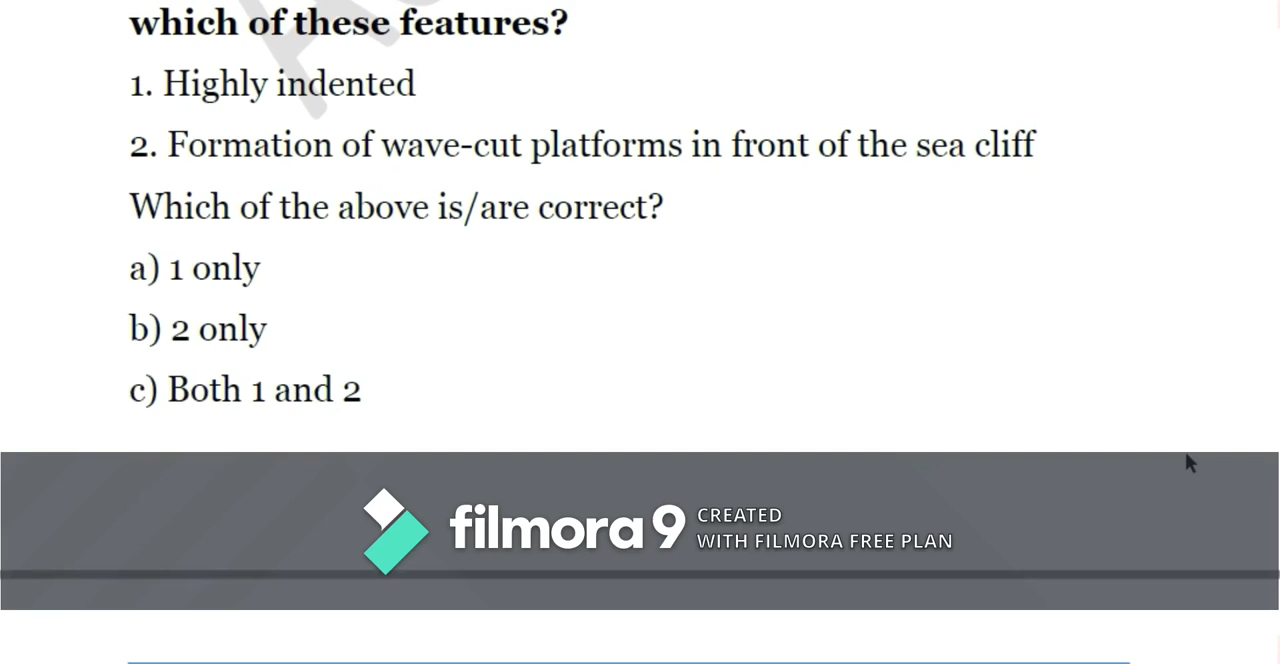 which of these features?
1. Highly indented
2. Formation of wave-cut platforms in front of the sea cliff
Which of the above is/are correct?
a) 1 only
b) 2 only
c) Both 1 and 2
filmora 9 CREATED
WITH FILMORA FREE PLAN